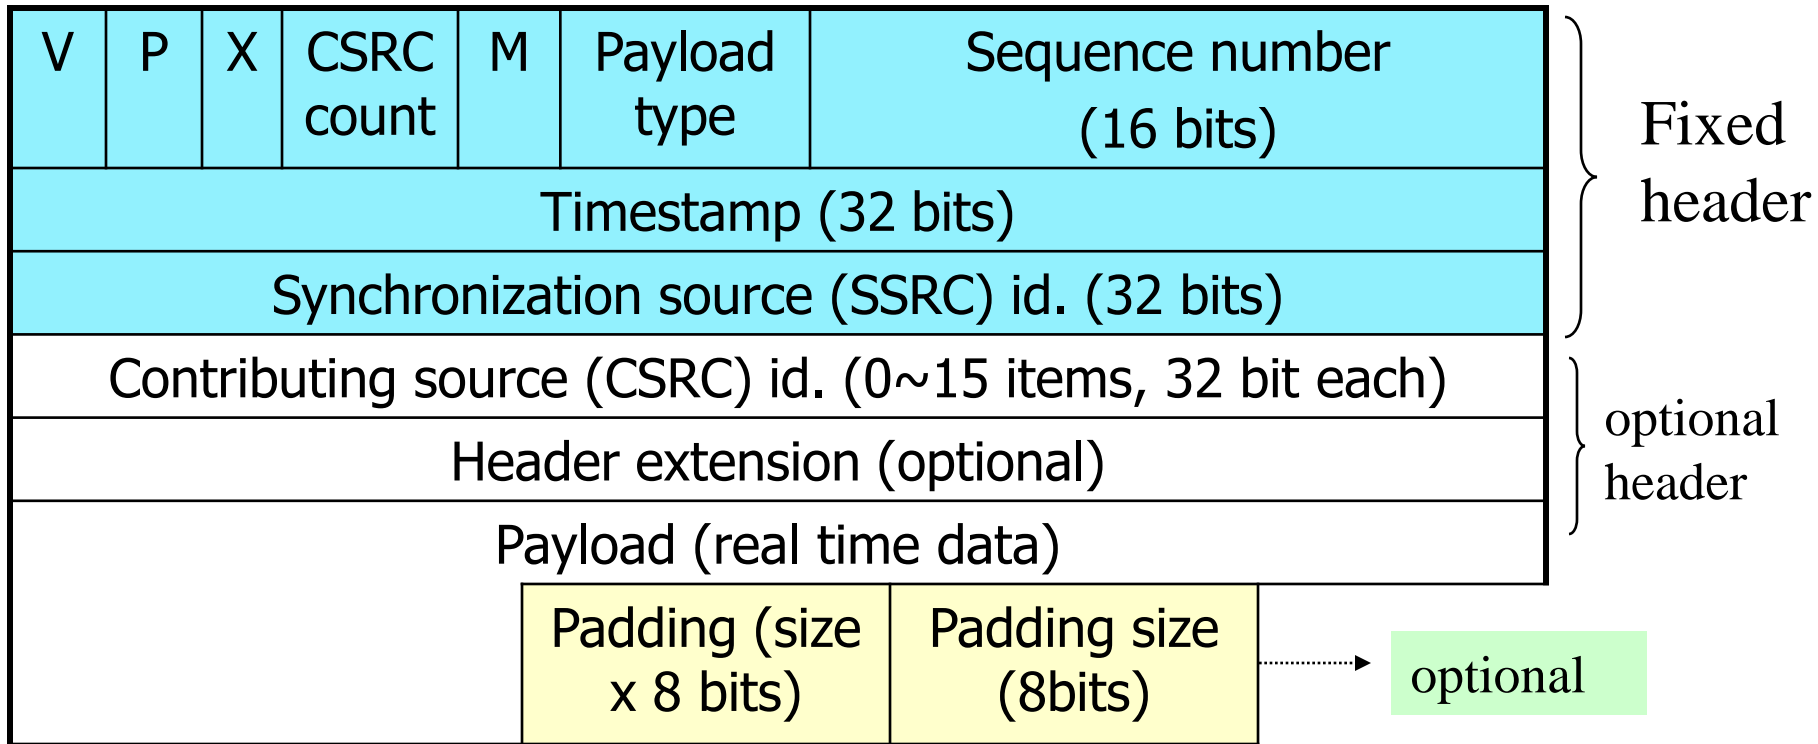 V P X CSRC M Payload Sequence number
count type (16 bits)
Fixed
header
Timestamp (32 bits)
Synchronization source (SSRC) id. (32 bits)
Contributing source (CSRC) id. (0~15 items, 32 bit each)
optional
header
Header extension (optional)
Payload (real time data)
Padding (size Padding size
x 8 bits) (8bits)
optional